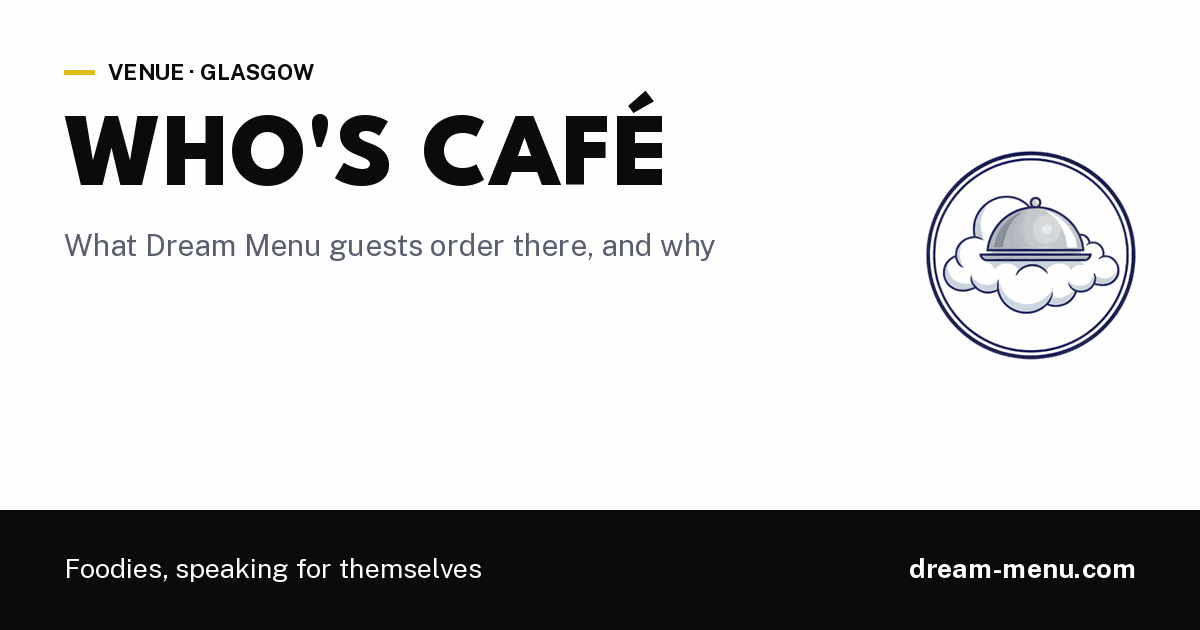 VENUE · GLASGOW
WHO'S CAFÉ
What Dream Menu guests order there, and why
Foodies, speaking for themselves
dream-menu.com